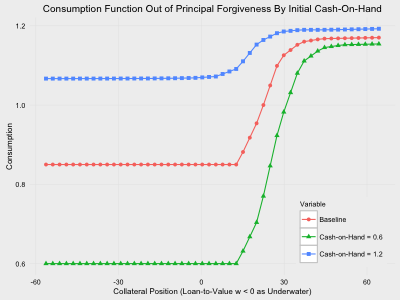 Consumption Function Out of Principal Forgiveness By Initial Cash-On-Hand
Consumption
1.2
1.0
0.8
0.6
-60
-30
0
30
60
Collateral Position (Loan-to-Value w < 0 as Underwater)
Variable
Baseline
Cash-on-Hand = 0.6
Cash-on-Hand = 1.2